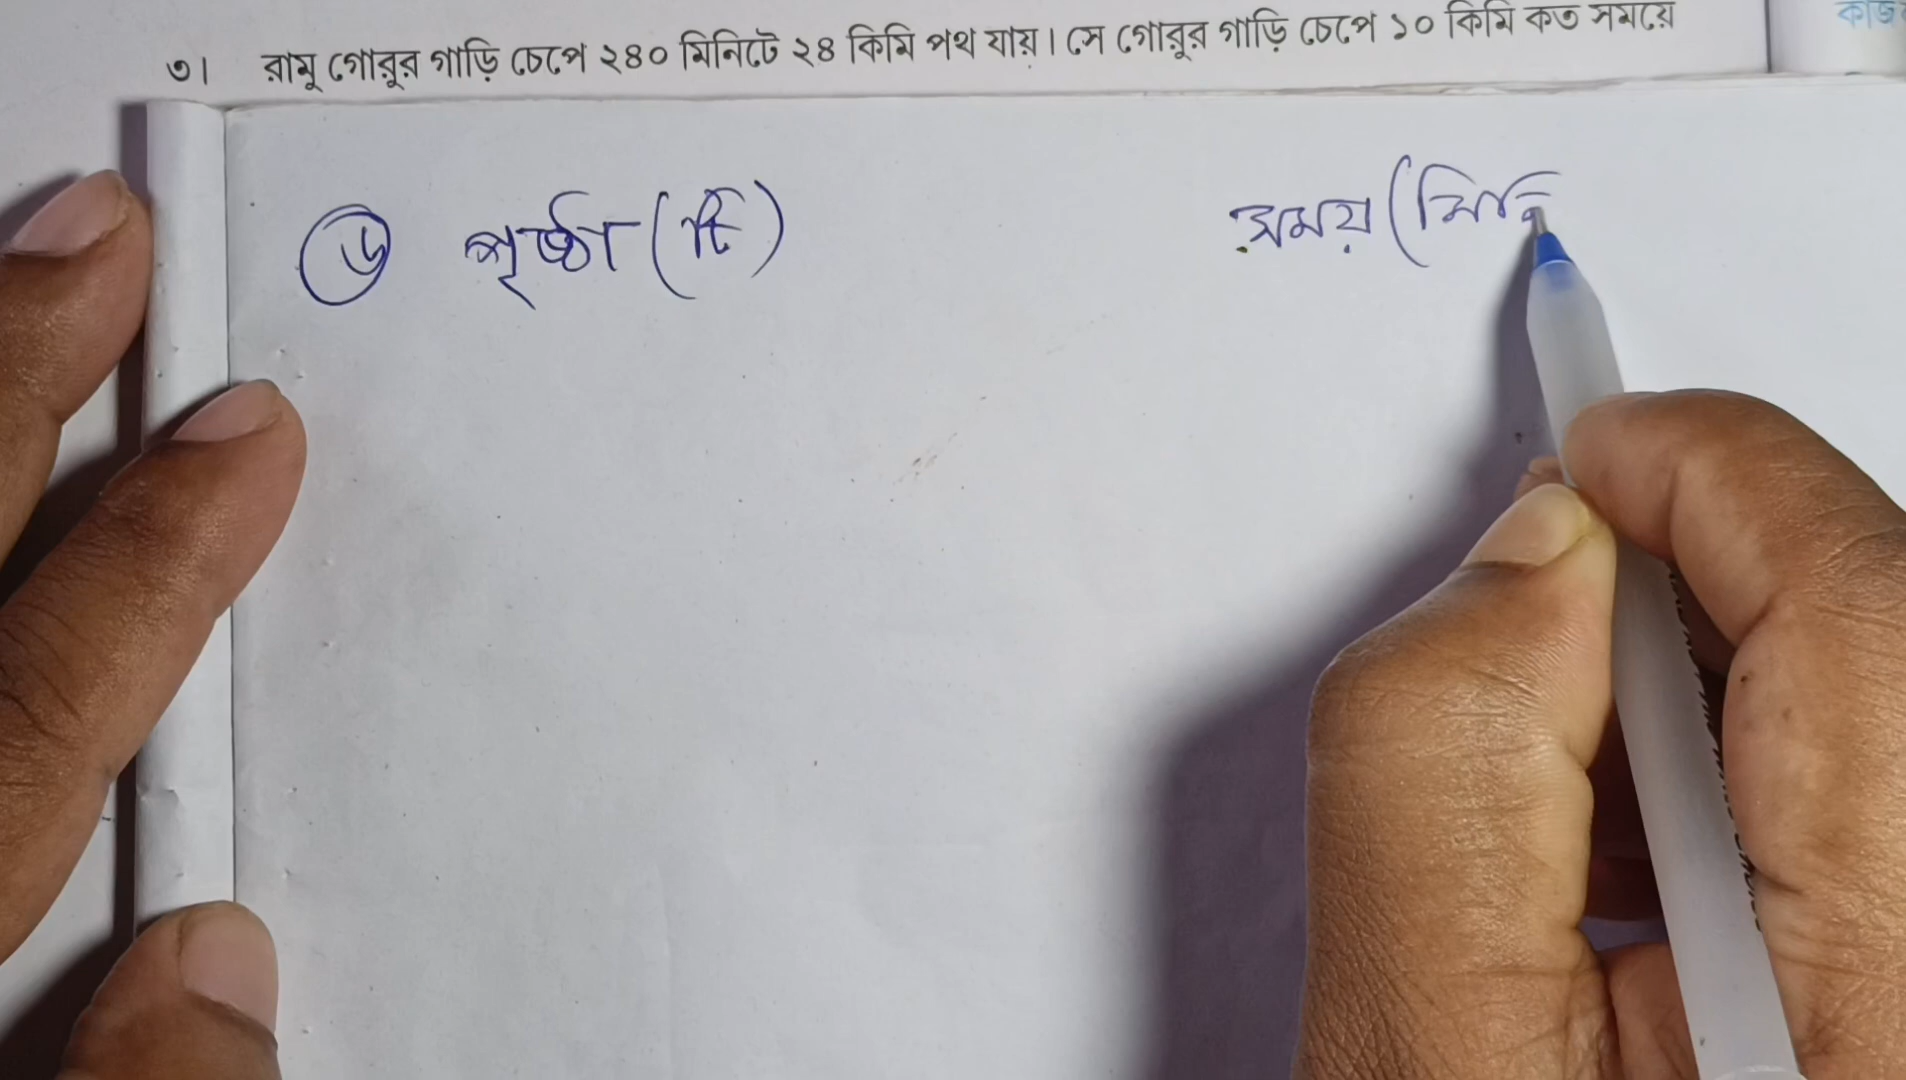 ৩। রামু গোরুর গাড়ি চেপে ২৪০ মিনিটে ২৪ কিমি পথ যায়। সে গোরুর গাড়ি চেপে ১০ কিমি কত সময়ে
কাজ
৬ পৃষ্ঠা (টি) সময় (মিনি